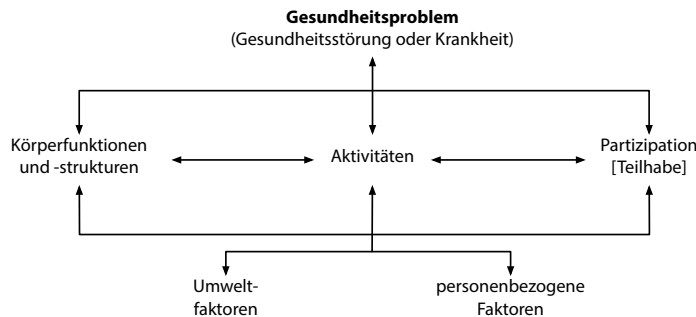 Gesundheitsproblem
(Gesundheitsstörung oder Krankheit)
Körperfunktionen
und -strukturen
Aktivitäten
Partizipation
[Teilhabe]
Umwelt-
faktoren
personenbezogene
Faktoren